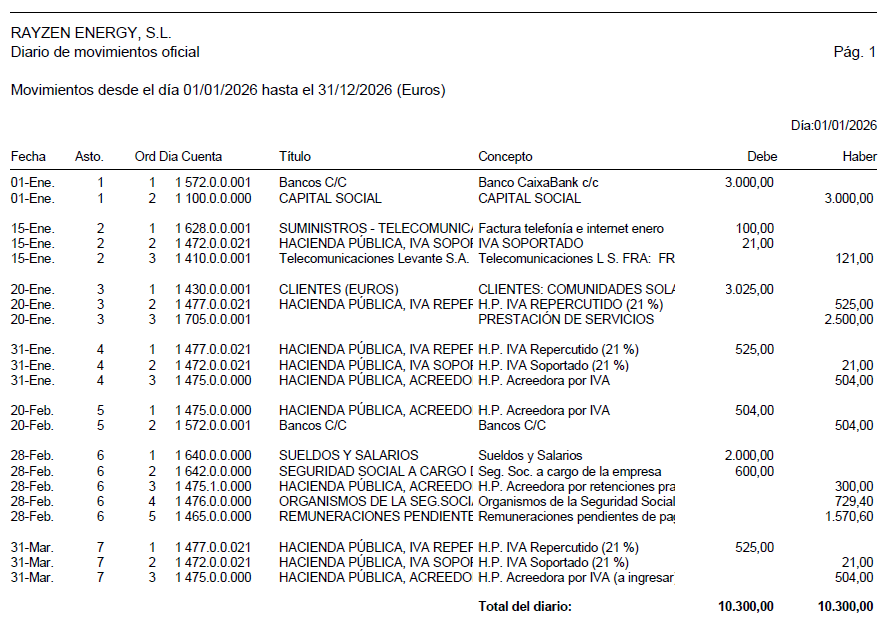 RAYZEN ENERGY, S.L.
Diario de movimientos oficial Pág. 1
Movimientos desde el día 01/01/2026 hasta el 31/12/2026 (Euros)
Día:01/01/2026
Fecha Asto. Ord Dia Cuenta Título Concepto Debe Haber
01-Ene. 1 1 1 572.0.0.001 Bancos C/C Banco CaixaBank c/c 3.000,00
01-Ene. 1 2 1 100.0.0.000 CAPITAL SOCIAL CAPITAL SOCIAL 3.000,00
15-Ene. 2 1 1 628.0.0.001 SUMINISTROS - TELECOMUNICA Factura telefonía e internet enero 100,00
15-Ene. 2 2 1 472.0.0.021 HACIENDA PÚBLICA, IVA SOPOR IVA SOPORTADO 21,00
15-Ene. 2 3 1 410.0.0.001 Telecomunicaciones Levante S.A. Telecomunicaciones L S. FRA: FR 121,00
20-Ene. 3 1 1 430.0.0.001 CLIENTES (EUROS) CLIENTES: COMUNIDADES SOLA 3.025,00
20-Ene. 3 2 1 477.0.0.021 HACIENDA PÚBLICA, IVA REPER H.P. IVA REPERCUTIDO (21 %) 525,00
20-Ene. 3 3 1 705.0.0.001 PRESTACIÓN DE SERVICIOS 2.500,00
31-Ene. 4 1 1 477.0.0.021 HACIENDA PÚBLICA, IVA REPER H.P. IVA Repercutido (21 %) 525,00
31-Ene. 4 2 1 472.0.0.021 HACIENDA PÚBLICA, IVA SOPOR H.P. IVA Soportado (21 %) 21,00
31-Ene. 4 3 1 475.0.0.000 HACIENDA PÚBLICA, ACREEDO H.P. Acreedora por IVA 504,00
20-Feb. 5 1 1 475.0.0.000 HACIENDA PÚBLICA, ACREEDO H.P. Acreedora por IVA 504,00
20-Feb. 5 2 1 572.0.0.001 Bancos C/C Bancos C/C 504,00
28-Feb. 6 1 1 640.0.0.000 SUELDOS Y SALARIOS Sueldos y Salarios 2.000,00
28-Feb. 6 2 1 642.0.0.000 SEGURIDAD SOCIAL A CARGO D Seg. Soc. a cargo de la empresa 600,00
28-Feb. 6 3 1 475.1.0.000 HACIENDA PÚBLICA, ACREEDO H.P. Acreedora por retenciones pra 300,00
28-Feb. 6 4 1 476.0.0.000 ORGANISMOS DE LA SEG.SOCIA Organismos de la Seguridad Social 729,40
28-Feb. 6 5 1 465.0.0.000 REMUNERACIONES PENDIENTE Remuneraciones pendientes de pag 1.570,60
31-Mar. 7 1 1 477.0.0.021 HACIENDA PÚBLICA, IVA REPER H.P. IVA Repercutido (21 %) 525,00
31-Mar. 7 2 1 472.0.0.021 HACIENDA PÚBLICA, IVA SOPOR H.P. IVA Soportado (21 %) 21,00
31-Mar. 7 3 1 475.0.0.000 HACIENDA PÚBLICA, ACREEDO H.P. Acreedora por IVA (a ingresar) 504,00
Total del diario: 10.300,00 10.300,00